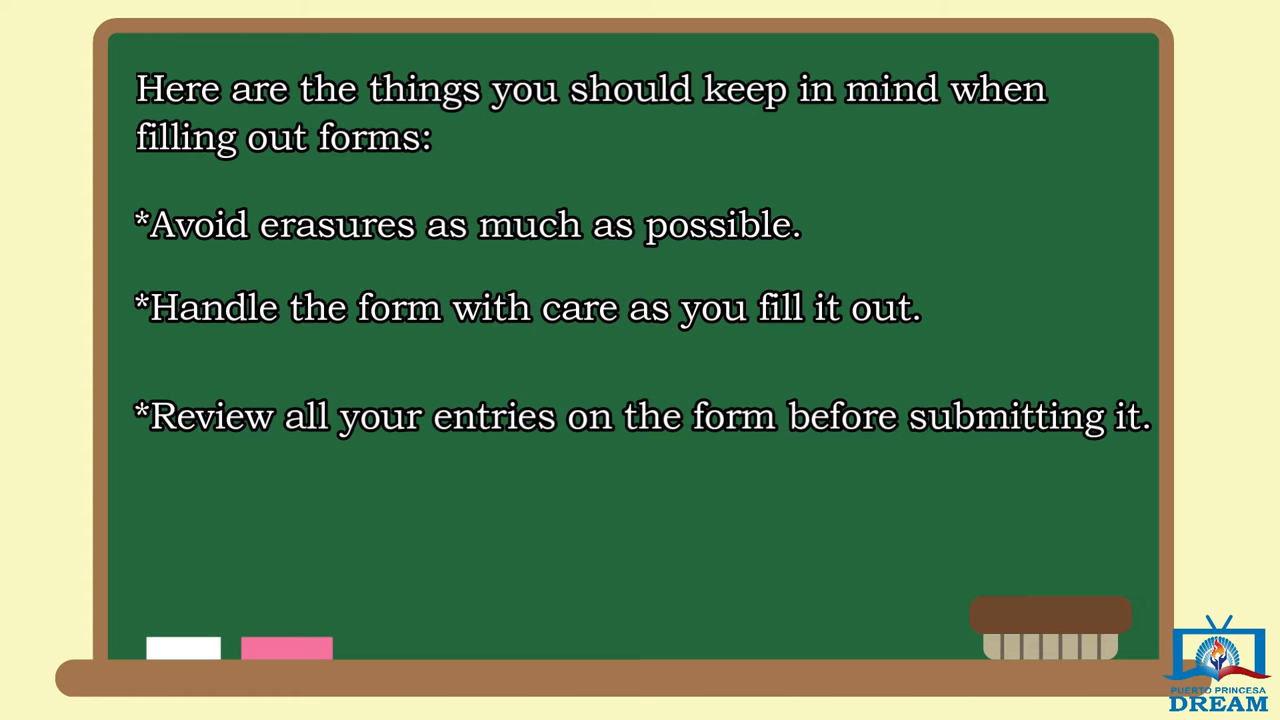 Here are the things you should keep in mind when
filling out forms:
*Avoid erasures as much as possible.
*Handle the form with care as you fill it out.
*Review all your entries on the form before submitting it.
PUERTO PRINCESA
DREAM